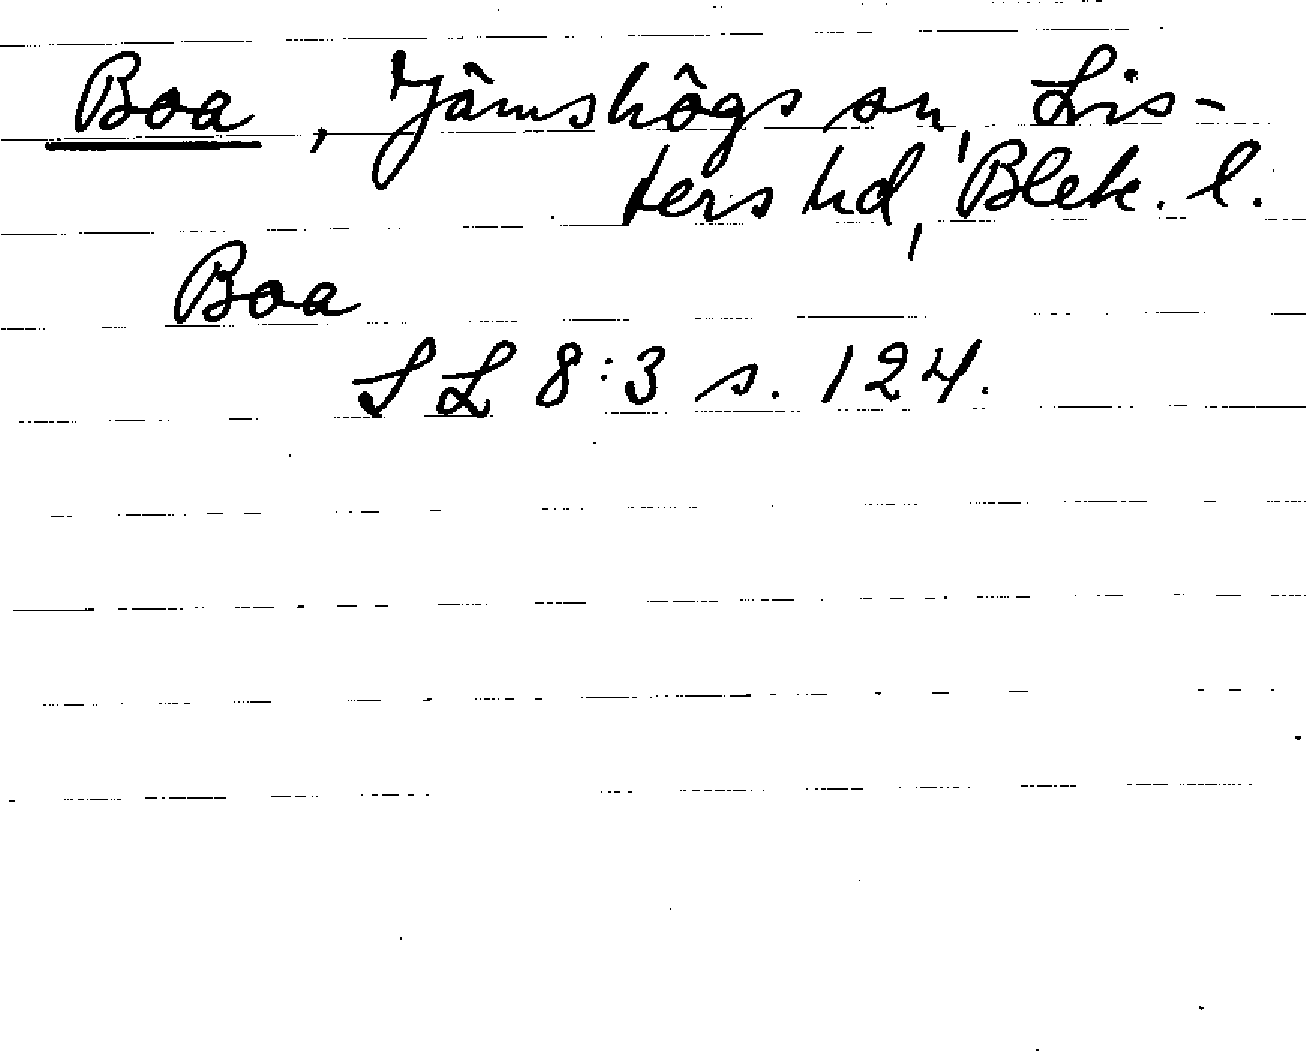 Boa, Jämshögs sn, Lis-
ters hd, Blek. l.
Boa
SL 8:3 s. 124.